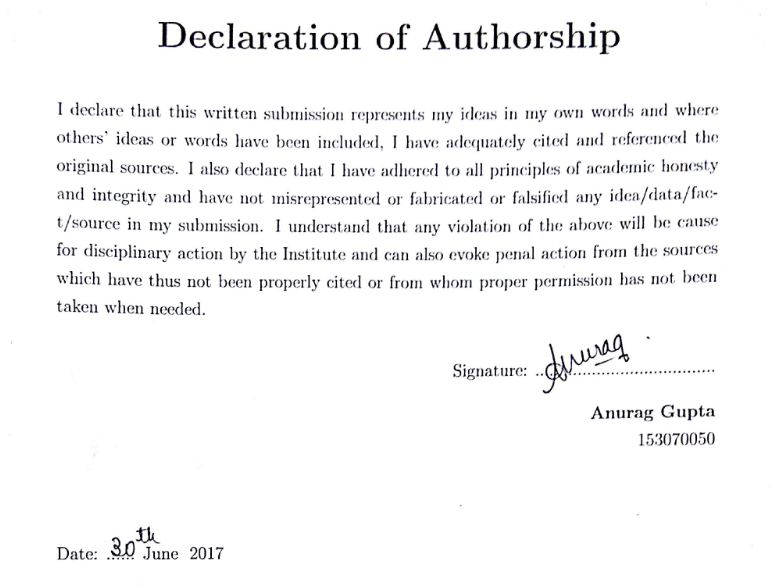 Declaration of Authorship
I declare that this written submission represents my ideas in my own words and where
others' ideas or words have been included, I have adequately cited and referenced the
original sources. I also declare that I have adhered to all principles of academic honesty
and integrity and have not misrepresented or fabricated or falsified any idea/data/fac-
t/source in my submission. I understand that any violation of the above will be cause
for disciplinary action by the Institute and can also evoke penal action from the sources
which have thus not been properly cited or from whom proper permission has not been
taken when needed.
Signature: Anurag
Anurag Gupta
153070050
Date: 30th June 2017